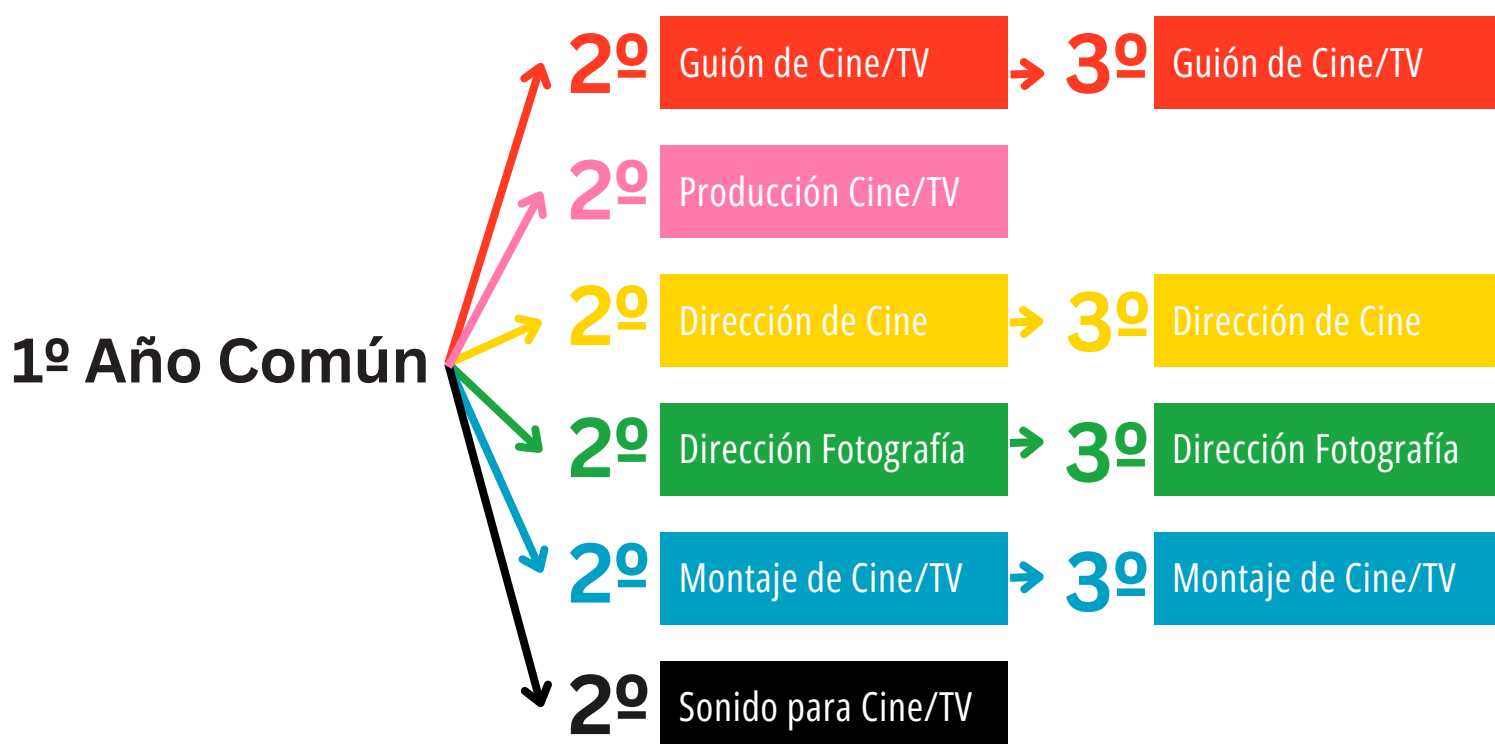 2º Guión de Cine/TV 3º Guión de Cine/TV
2º Producción Cine/TV
2º Dirección de Cine 3º Dirección de Cine
1º Año Común
2º Dirección Fotografía 3º Dirección Fotografía
2º Montaje de Cine/TV 3º Montaje de Cine/TV
2º Sonido para Cine/TV